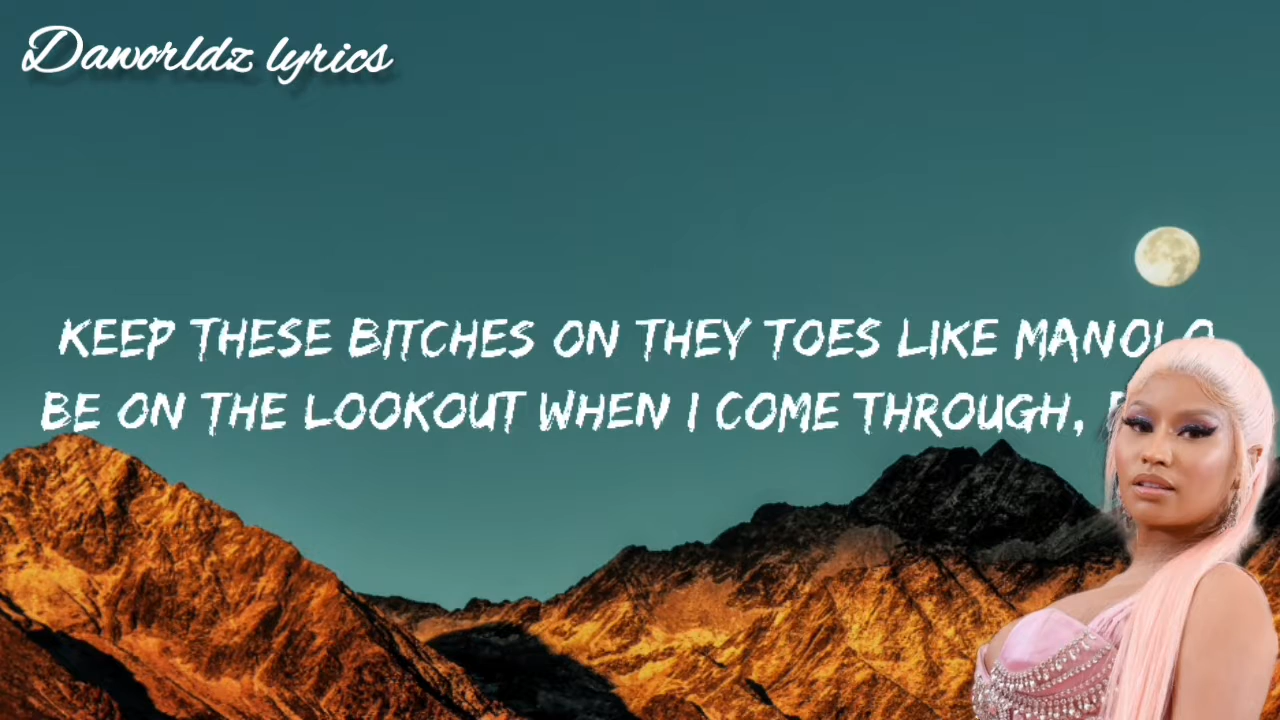 Daworldz lyrics
KEEP THESE BITCHES ON THEY TOES LIKE MANOLO
BE ON THE LOOKOUT WHEN I COME THROUGH,